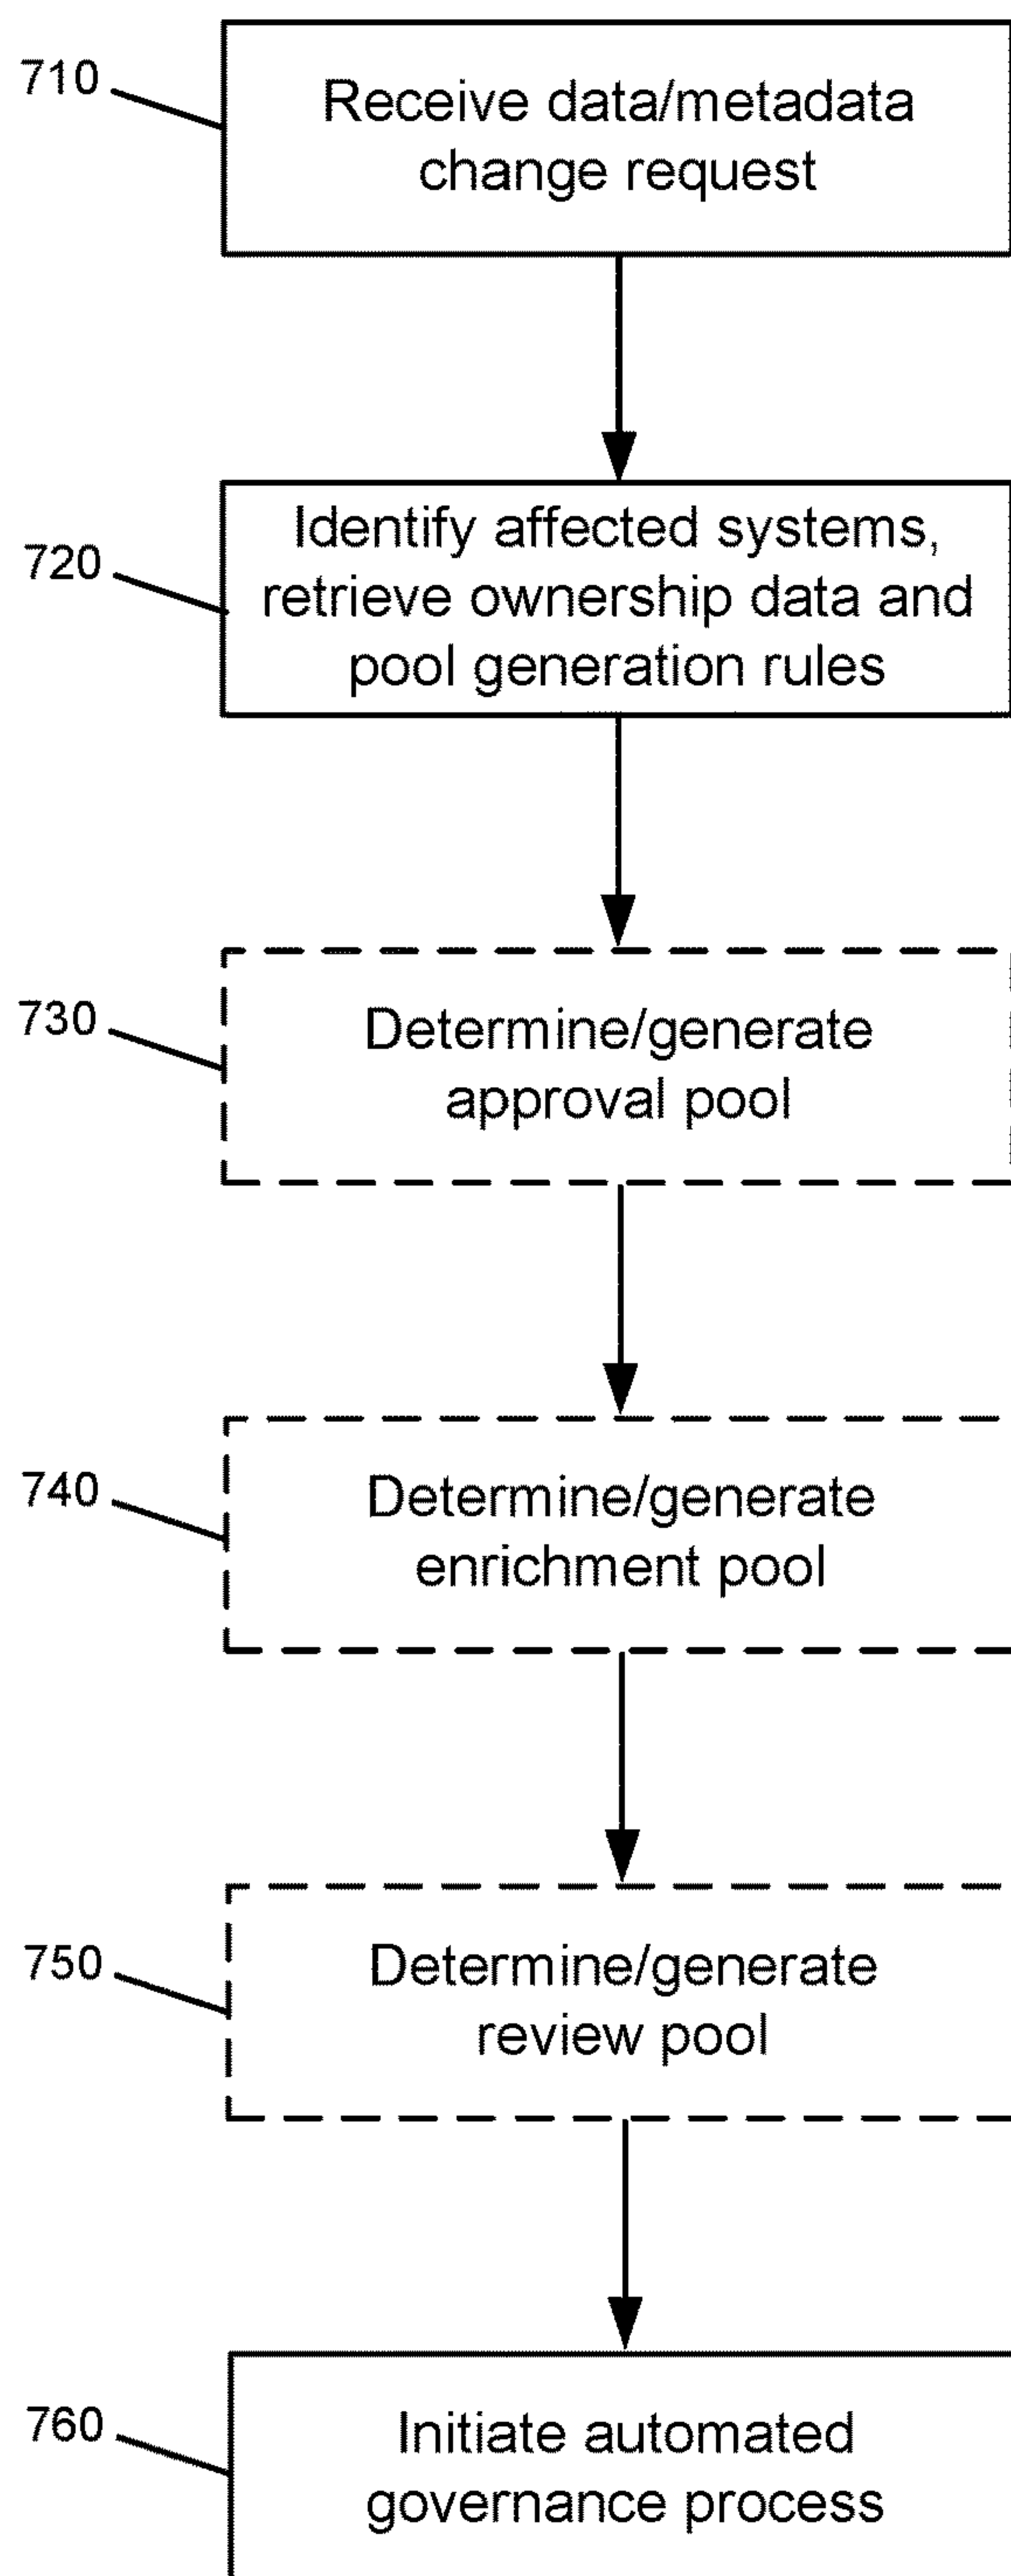 710
Receive data/metadata
change request
720
Identify affected systems,
retrieve ownership data and
pool generation rules
730
Determine/generate
approval pool
740
Determine/generate
enrichment pool
750
Determine/generate
review pool
760
Initiate automated
governance process